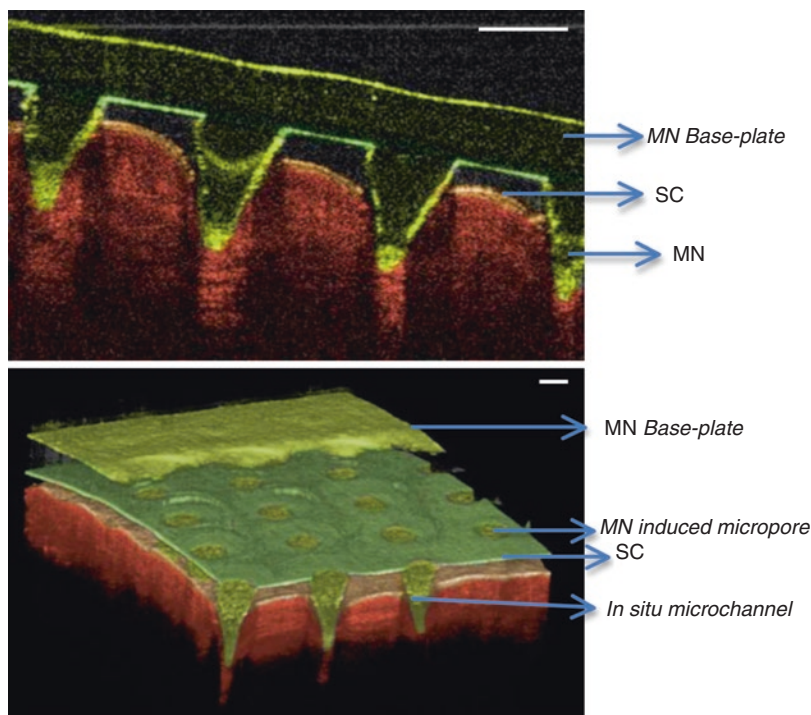 MN Base-plate
SC
MN
MN Base-plate
MN induced micropore
SC
In situ microchannel